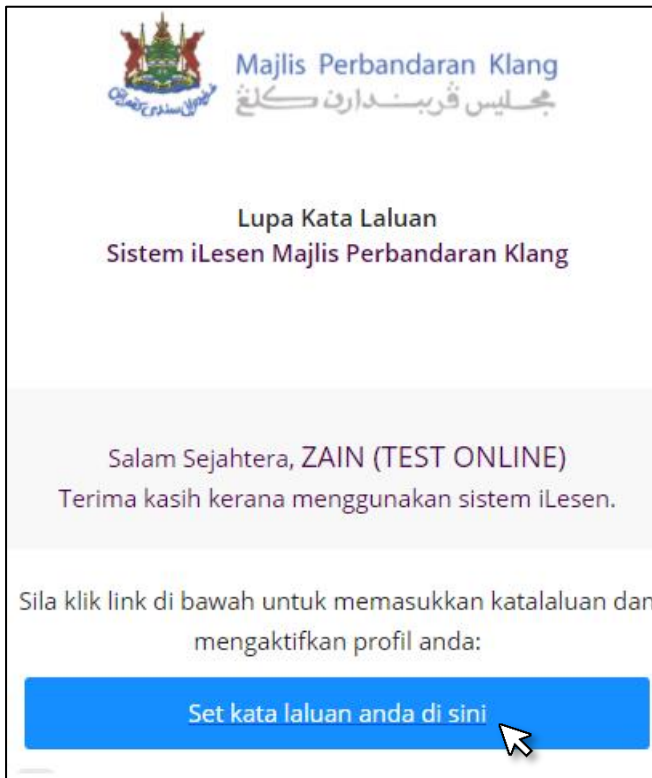 Majlis Perbandaran Klang
مجليس ڤربندارن كلڠ
Lupa Kata Laluan
Sistem iLesen Majlis Perbandaran Klang
Salam Sejahtera, ZAIN (TEST ONLINE)
Terima kasih kerana menggunakan sistem iLesen.
Sila klik link di bawah untuk memasukkan katalaluan dan
mengaktifkan profil anda:
Set kata laluan anda di sini